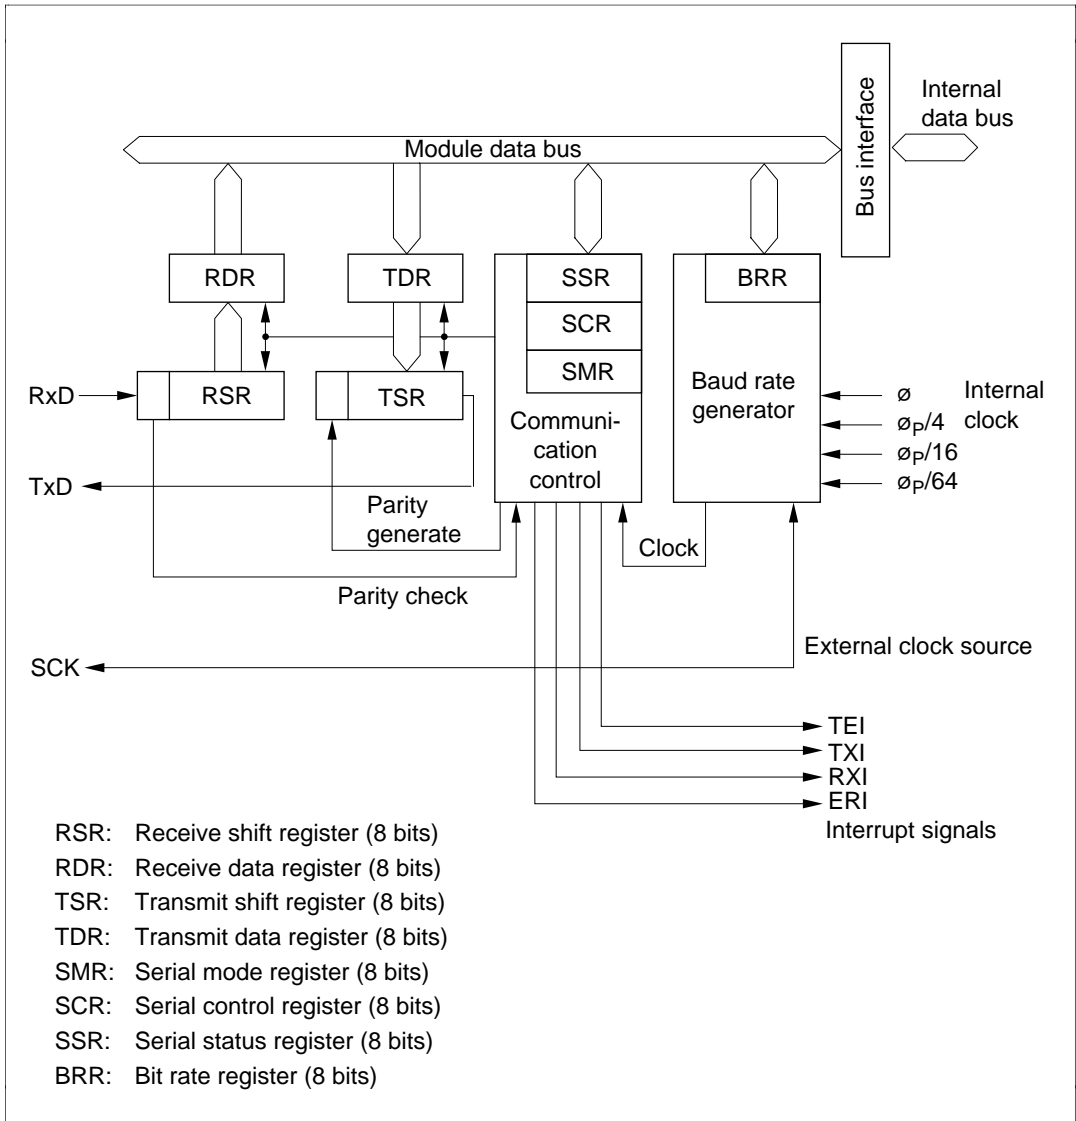 Internal
data bus
Bus interface
Module data bus
RDR
TDR
SSR
BRR
SCR
SMR
RxD
RSR
TSR
Baud rate
generator
ø
Internal
clock
øP/4
øP/16
øP/64
Communi-
cation
control
TxD
Parity
generate
Clock
Parity check
External clock source
SCK
TEI
TXI
RXI
ERI
Interrupt signals
RSR: Receive shift register (8 bits)
RDR: Receive data register (8 bits)
TSR: Transmit shift register (8 bits)
TDR: Transmit data register (8 bits)
SMR: Serial mode register (8 bits)
SCR: Serial control register (8 bits)
SSR: Serial status register (8 bits)
BRR: Bit rate register (8 bits)